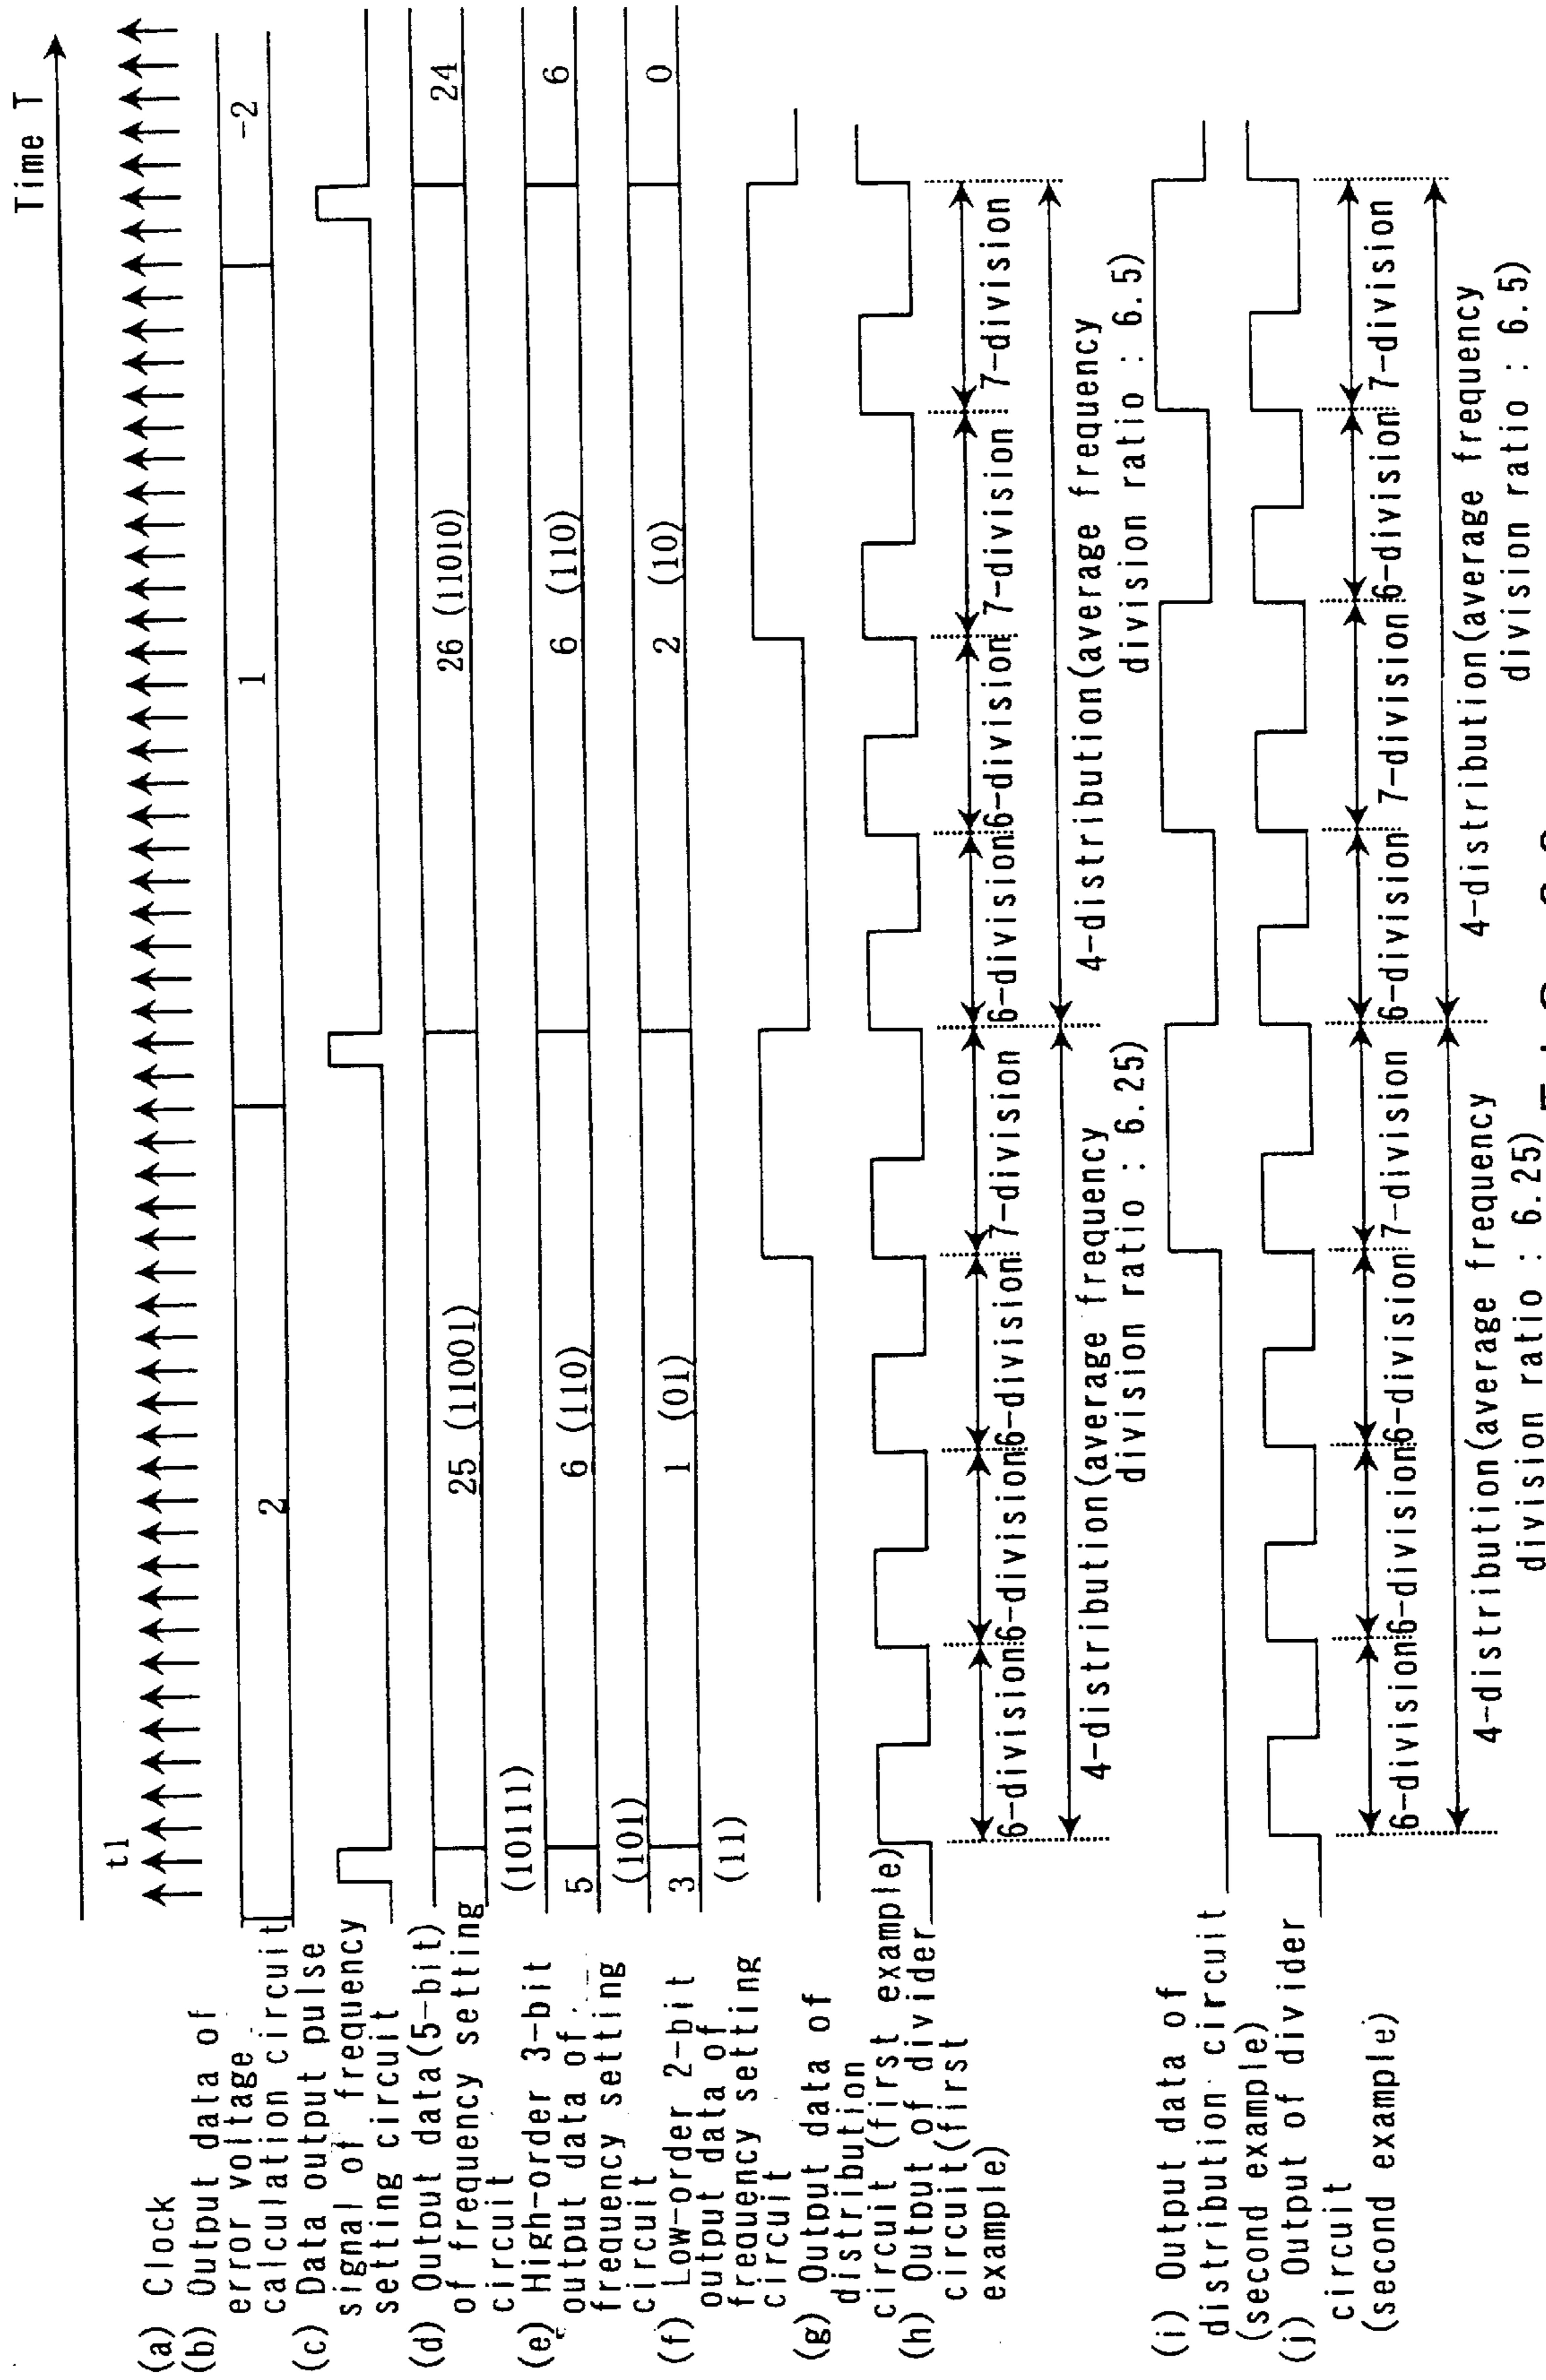 Time T
t1
(a) Clock
(b) Output data of
error voltage
calculation circuit
2
1
-2
(c) Data output pulse
signal of frequency
setting circuit
(d) Output data(5-bit)
of frequency setting
circuit
(10111)
25 (11001)
26 (11010)
24
(e) High-order 3-bit
output data of
frequency setting
circuit
5
(101)
6 (110)
6 (110)
6
(f) Low-order 2-bit
output data of
frequency setting
circuit
3
(11)
1 (01)
2 (10)
0
(g) Output data of
distribution
circuit (first example)
(h) Output of divider
circuit(first
example)
6-division 6-division 6-division 6-division 7-division 6-division 6-division 7-division 7-division
4-distribution(average frequency
division ratio : 6.25)
4-distribution(average frequency
division ratio : 6.5)
(i) Output data of
distribution circuit
(second example)
(j) Output of divider
circuit
(second example)
6-division 6-division 6-division 7-division 6-division 7-division 6-division 7-division
4-distribution(average frequency
division ratio : 6.25)
4-distribution(average frequency
division ratio : 6.5)